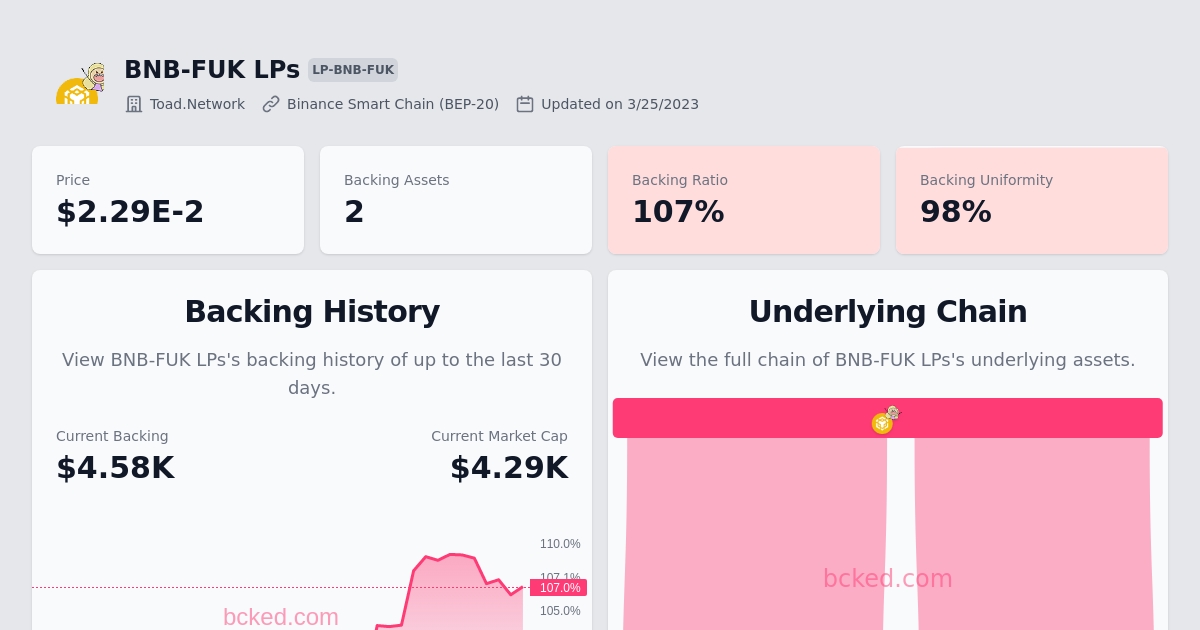 BNB-FUK LPs LP-BNB-FUK
Toad.Network Binance Smart Chain (BEP-20) Updated on 3/25/2023
Price
$2.29E-2
Backing Assets
2
Backing Ratio
107%
Backing Uniformity
98%
Backing History
View BNB-FUK LPs's backing history of up to the last 30
days.
Current Backing
$4.58K
Current Market Cap
$4.29K
110.0%
107.1%
107.0%
105.0%
bcked.com
Underlying Chain
View the full chain of BNB-FUK LPs's underlying assets.
bcked.com